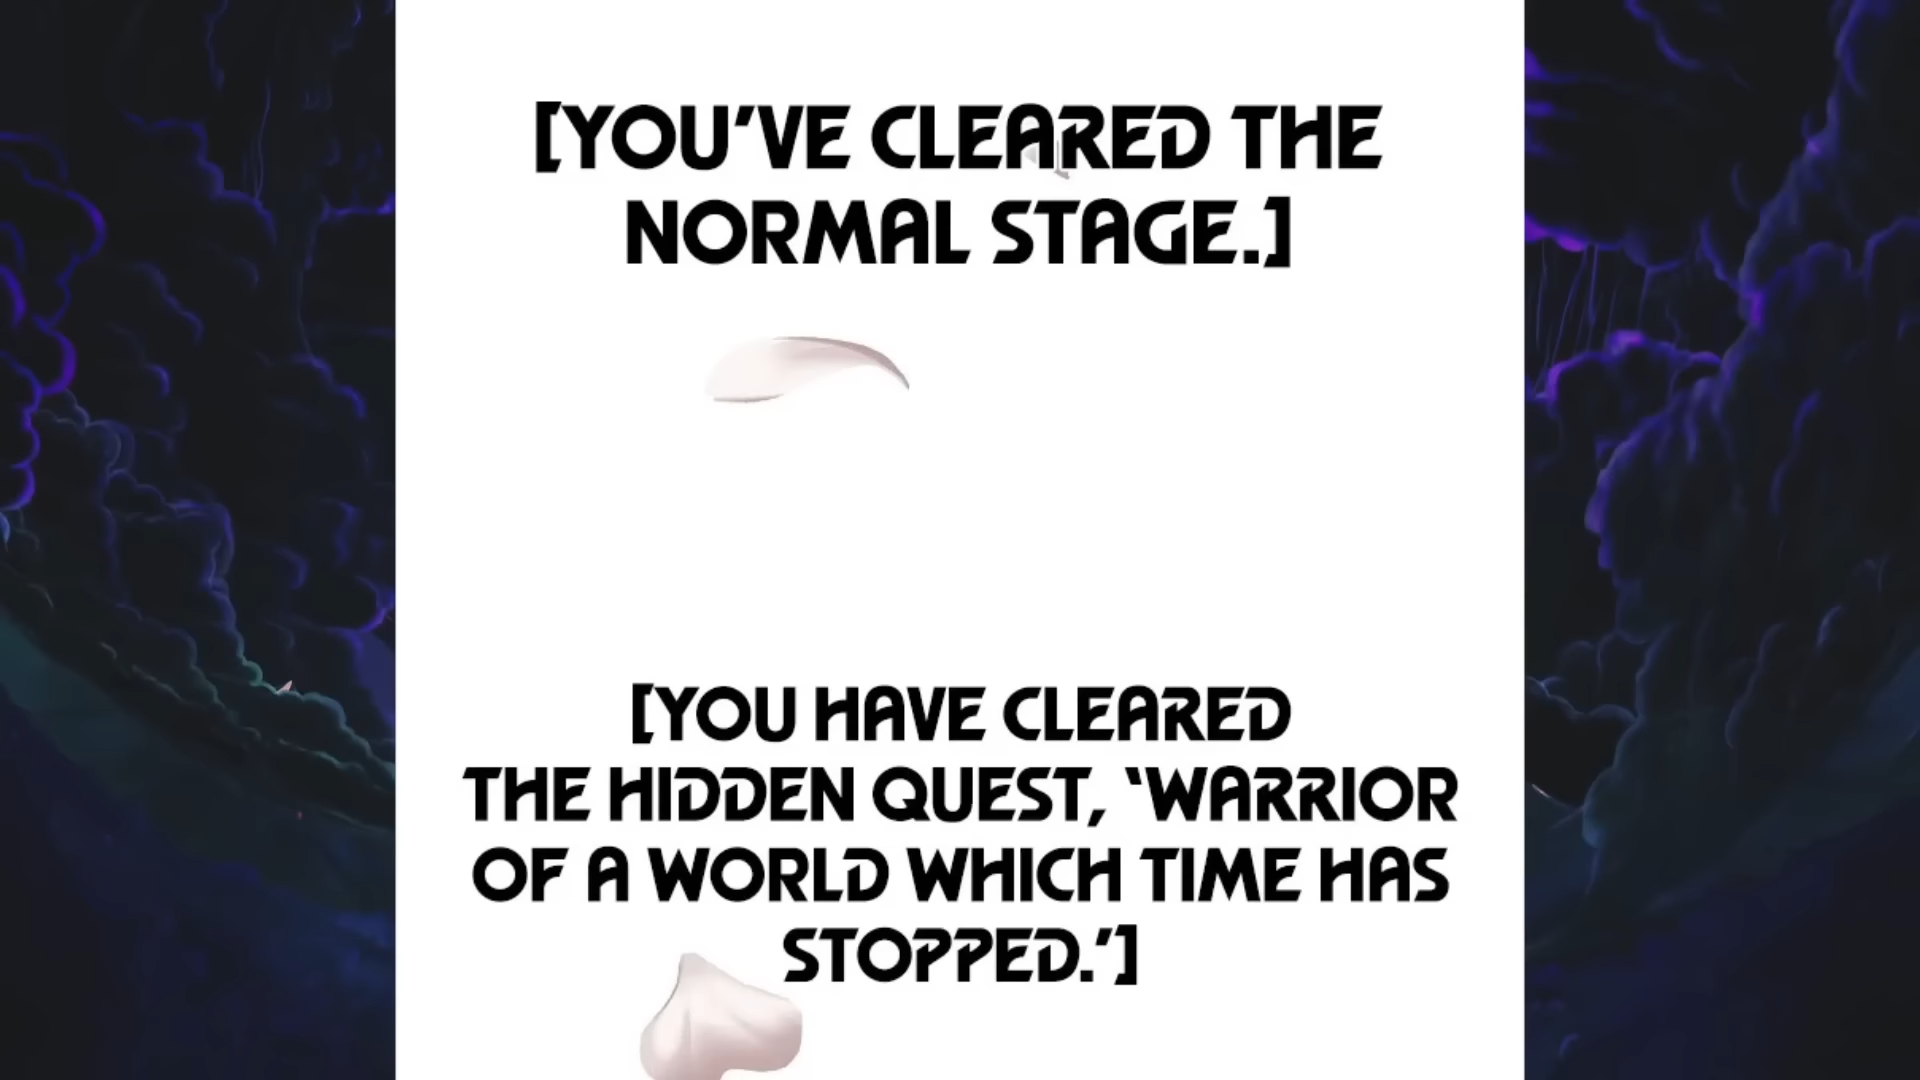 [YOU'VE CLEARED THE
NORMAL STAGE.]
[YOU HAVE CLEARED
THE HIDDEN QUEST, ‘WARRIOR
OF A WORLD WHICH TIME HAS
STOPPED.’]